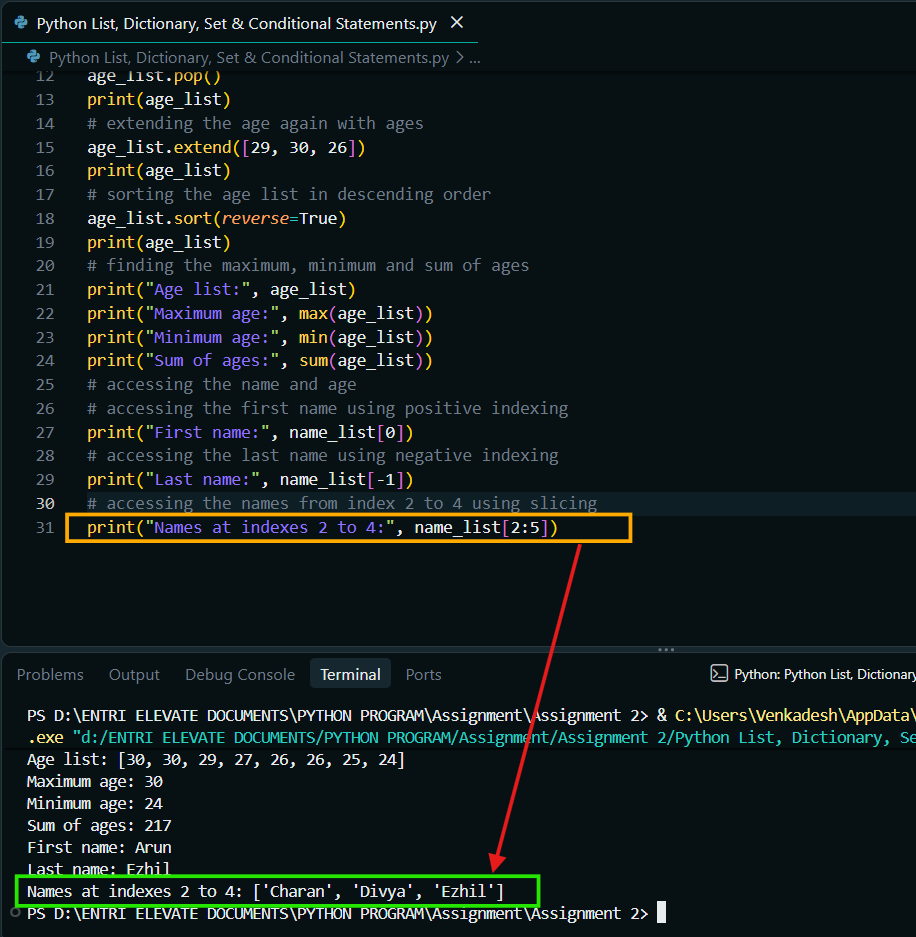 Python List, Dictionary, Set & Conditional Statements.py
Python List, Dictionary, Set & Conditional Statements.py > ...
12 age_list.pop()
13 print(age_list)
14 # extending the age again with ages
15 age_list.extend([29, 30, 26])
16 print(age_list)
17 # sorting the age list in descending order
18 age_list.sort(reverse=True)
19 print(age_list)
20 # finding the maximum, minimum and sum of ages
21 print("Age list:", age_list)
22 print("Maximum age:", max(age_list))
23 print("Minimum age:", min(age_list))
24 print("Sum of ages:", sum(age_list))
25 # accessing the name and age
26 # accessing the first name using positive indexing
27 print("First name:", name_list[0])
28 # accessing the last name using negative indexing
29 print("Last name:", name_list[-1])
30 # accessing the names from index 2 to 4 using slicing
31 print("Names at indexes 2 to 4:", name_list[2:5])
Problems Output Debug Console Terminal Ports Python: Python List, Dictionary
PS D:\ENTRI ELEVATE DOCUMENTS\PYTHON PROGRAM\Assignment\Assignment 2> & C:\Users\Venkadesh\AppData\
.exe "d:/ENTRI ELEVATE DOCUMENTS/PYTHON PROGRAM/Assignment/Assignment 2/Python List, Dictionary, Se
Age list: [30, 30, 29, 27, 26, 26, 25, 24]
Maximum age: 30
Minimum age: 24
Sum of ages: 217
First name: Arun
Last name: Ezhil
Names at indexes 2 to 4: ['Charan', 'Divya', 'Ezhil']
PS D:\ENTRI ELEVATE DOCUMENTS\PYTHON PROGRAM\Assignment\Assignment 2>